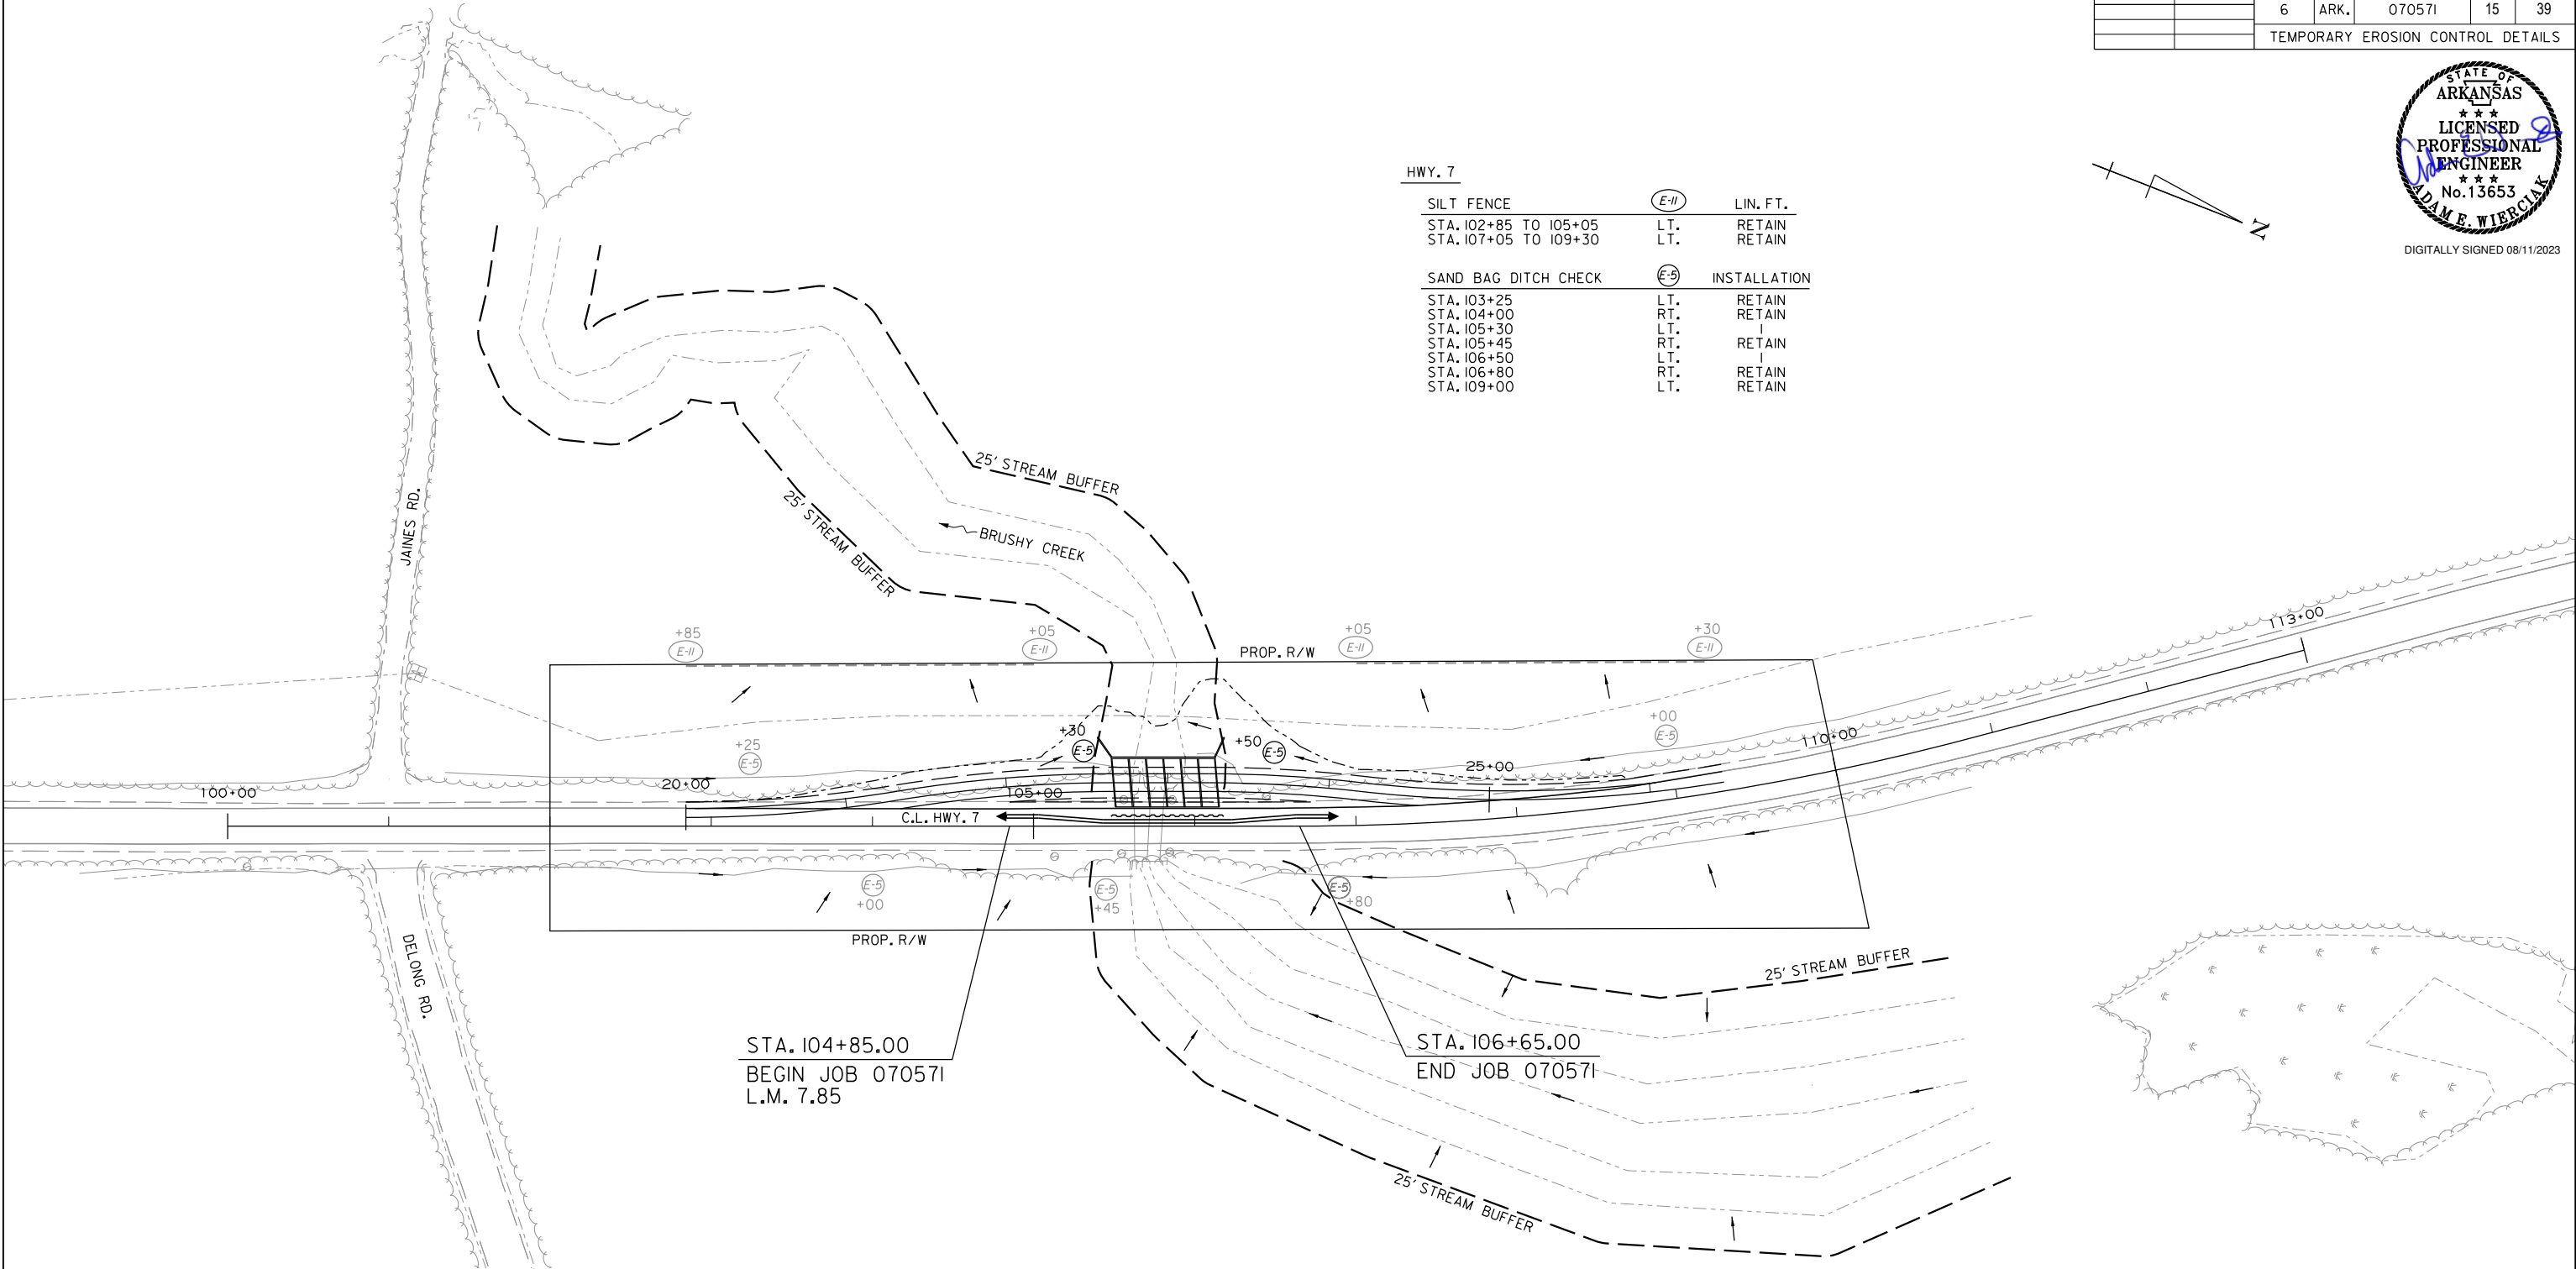 6 ARK. 070571 15 39
TEMPORARY EROSION CONTROL DETAILS
STATE OF
ARKANSAS
★ ★ ★
LICENSED
PROFESSIONAL
ENGINEER
★ ★ ★
No.13653
ADAM E. WIERCIAK
DIGITALLY SIGNED 08/11/2023
N
HWY. 7
SILT FENCE E-11 LIN. FT.
STA. 102+85 TO 105+05 LT. RETAIN
STA. 107+05 TO 109+30 LT. RETAIN
SAND BAG DITCH CHECK E-5 INSTALLATION
STA. 103+25 LT. RETAIN
STA. 104+00 RT. RETAIN
STA. 105+30 LT. 1
STA. 105+45 RT. RETAIN
STA. 106+50 LT. 1
STA. 106+80 RT. RETAIN
STA. 109+00 LT. RETAIN
25' STREAM BUFFER
25' STREAM BUFFER
BRUSHY CREEK
JAINES RD.
+85
E-11
+05
E-11
+05
E-11
+30
E-11
PROP. R/W
113+00
+25
E-5
+30
E-5
+50
E-5
+00
E-5
110+00
100+00
20+00
105+00
25+00
C.L. HWY. 7
E-5
+00
E-5
+45
E-5
+80
PROP. R/W
DELONG RD.
25' STREAM BUFFER
STA. 104+85.00
BEGIN JOB 070571
L.M. 7.85
STA. 106+65.00
END JOB 070571
25' STREAM BUFFER